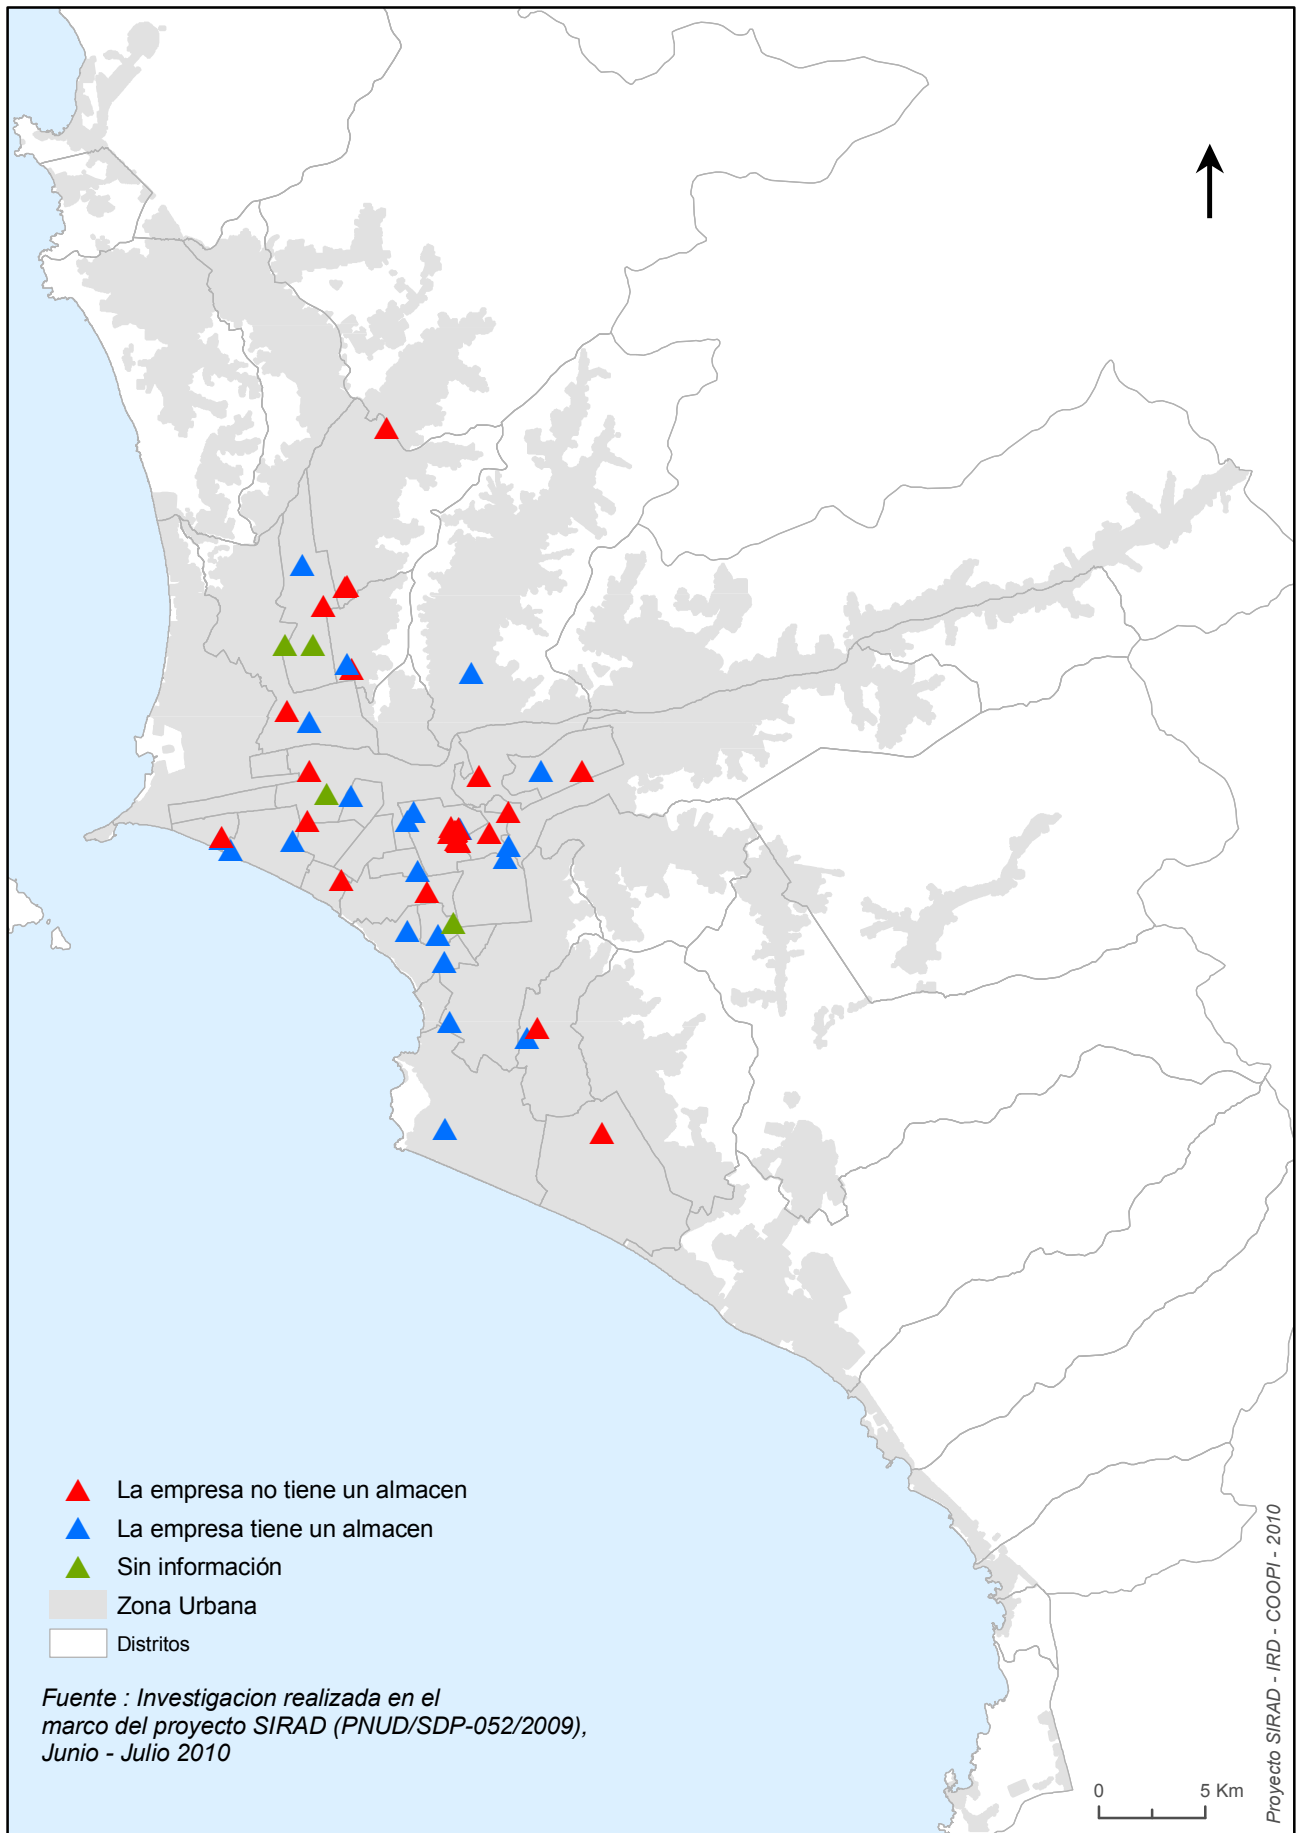 La empresa no tiene un almacen
La empresa tiene un almacen
Sin información
Zona Urbana
Distritos
Fuente : Investigacion realizada en el
marco del proyecto SIRAD (PNUD/SDP-052/2009),
Junio - Julio 2010
0 5 Km
Proyecto SIRAD - IRD - COOPI - 2010